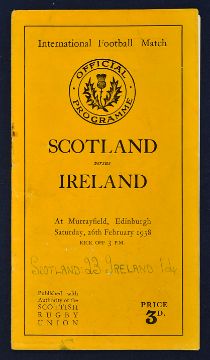 International Football Match
OFFICIAL
PROGRAMME
SCOTLAND
versus
IRELAND
At Murrayfield, Edinburgh
Saturday, 26th February 1938
KICK OFF 3 P.M.
SCOTLAND 23 IRELAND 14
Published with
Authority of the
SCOTTISH
RUGBY
UNION
PRICE
3D.